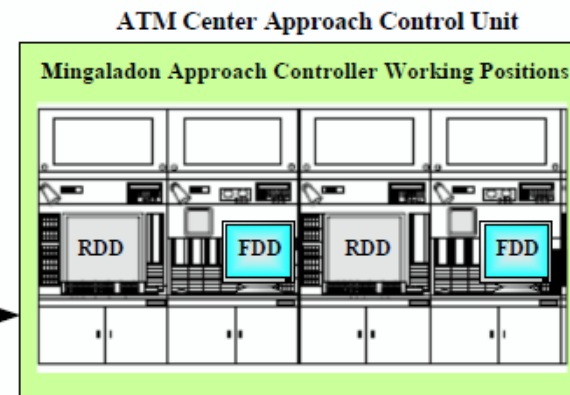 ATM Center Approach Control Unit
Mingaladon Approach Controller Working Positions
RDD FDD RDD FDD